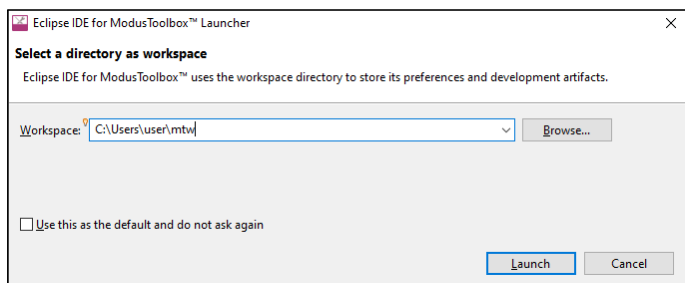 Eclipse IDE for ModusToolbox™ Launcher
Select a directory as workspace
Eclipse IDE for ModusToolbox™ uses the workspace directory to store its preferences and development artifacts.
Workspace: C:\Users\user\mtw Browse...
Use this as the default and do not ask again
Launch Cancel